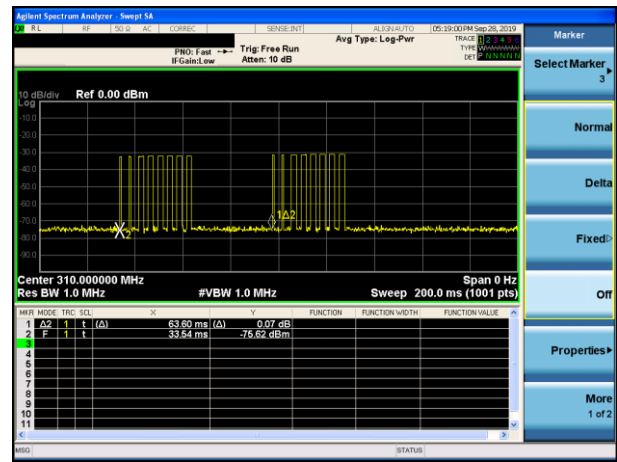 Agilent Spectrum Analyzer - Swept SA
RL RF 50 Ω AC CORREC SENSE:INT ALIGNAUTO 05:19:00 PM Sep 28, 2019
Avg Type: Log-Pwr TRACE 1 2 3 4 5 6
PNO: Fast Trig: Free Run TYPE
IFGain:Low Atten: 10 dB DET P N N N N N
10 dB/div Ref 0.00 dBm
Log
-10.0
-20.0
-30.0
-40.0
-50.0
-60.0
-70.0
-80.0
-90.0
1Δ2
2
Center 310.000000 MHz Span 0 Hz
Res BW 1.0 MHz #VBW 1.0 MHz Sweep 200.0 ms (1001 pts)
MKR MODE TRC SCL X Y FUNCTION FUNCTION WIDTH FUNCTION VALUE
1 Δ2 1 t (Δ) 63.60 ms (Δ) 0.07 dB
2 F 1 t 33.54 ms -75.62 dBm
3
4
5
6
7
8
9
10
11
MSG STATUS
Marker
Select Marker
3
Normal
Delta
Fixed
Off
Properties
More
1 of 2